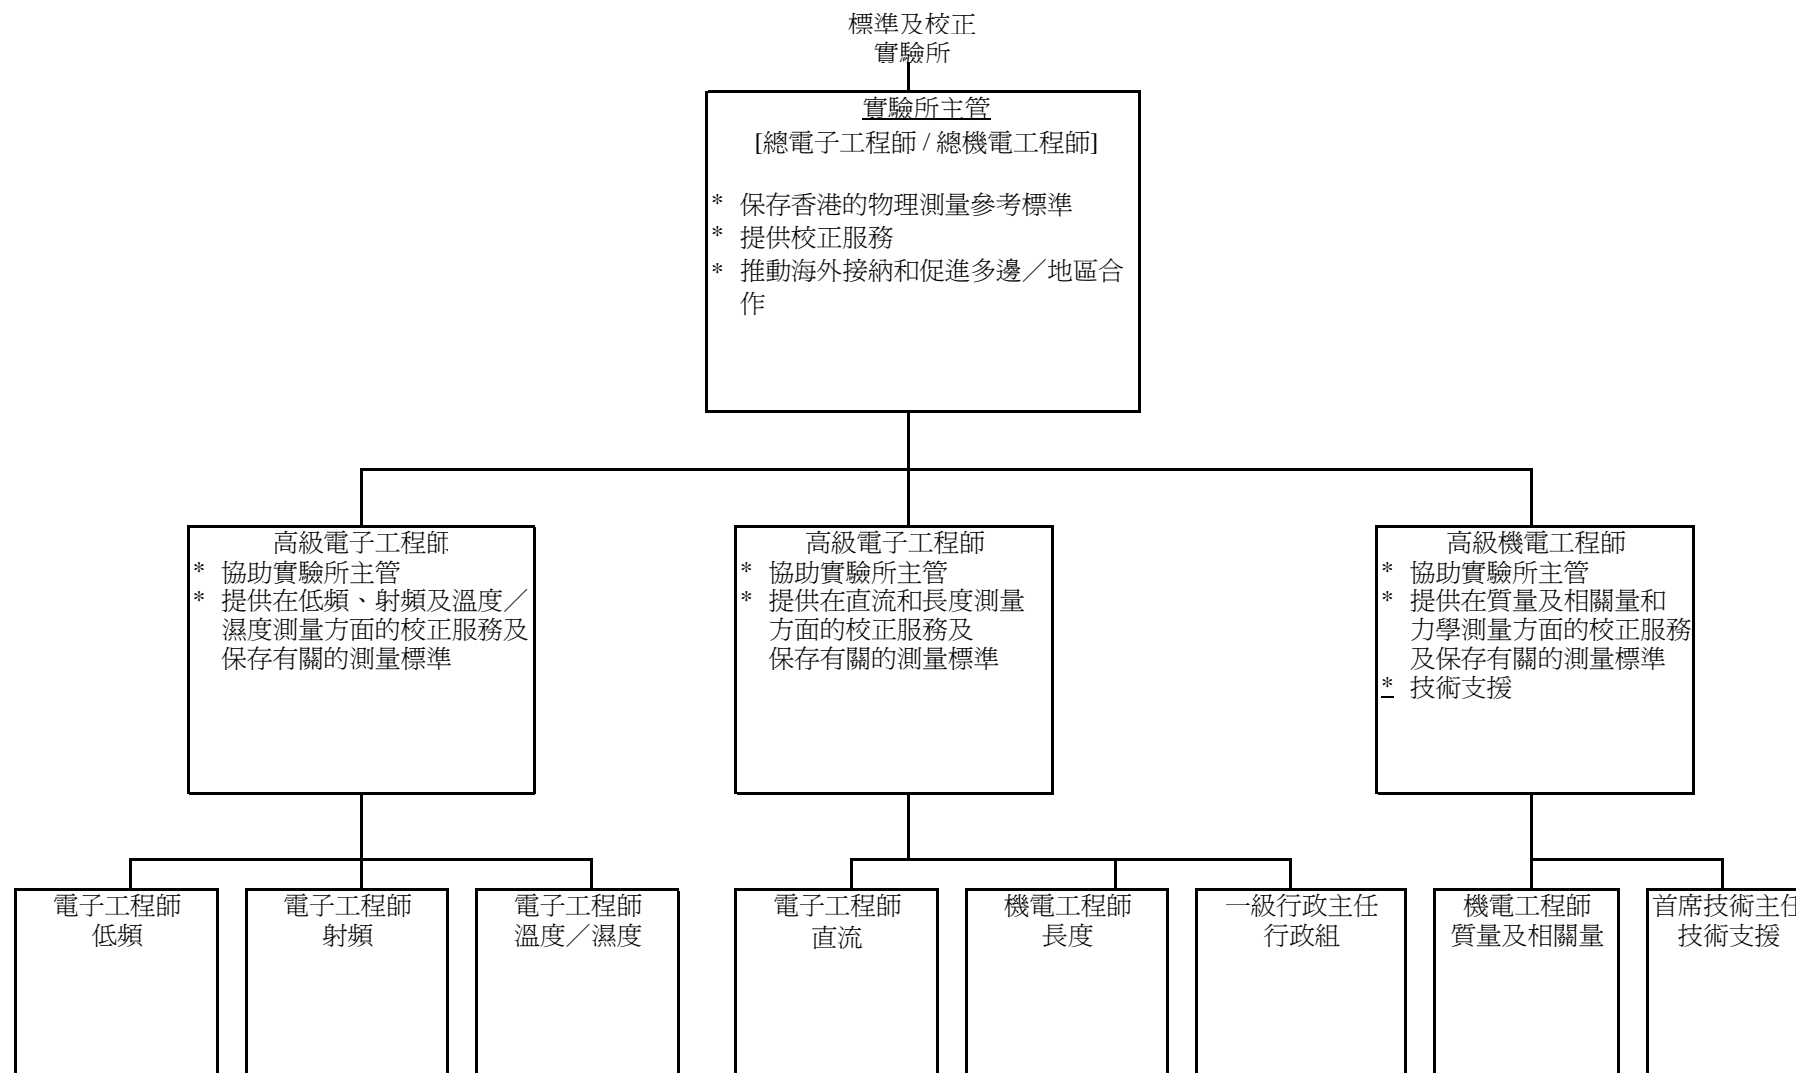 標準及校正
實驗所
實驗所主管
[總電子工程師 / 總機電工程師]
* 保存香港的物理測量參考標準
* 提供校正服務
* 推動海外接納和促進多邊／地區合
作
高級電子工程師
* 協助實驗所主管
* 提供在低頻、射頻及溫度／
濕度測量方面的校正服務及
保存有關的測量標準
高級電子工程師
* 協助實驗所主管
* 提供在直流和長度測量
方面的校正服務及
保存有關的測量標準
高級機電工程師
* 協助實驗所主管
* 提供在質量及相關量和
力學測量方面的校正服務
及保存有關的測量標準
* 技術支援
電子工程師
低頻
電子工程師
射頻
電子工程師
溫度／濕度
電子工程師
直流
機電工程師
長度
一級行政主任
行政組
機電工程師
質量及相關量
首席技術主任
技術支援